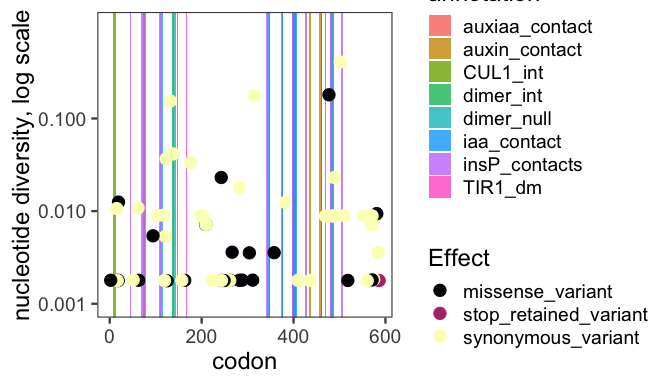 annotation
auxiaa_contact
auxin_contact
CUL1_int
dimer_int
dimer_null
iaa_contact
insP_contacts
TIR1_dm
Effect
missense_variant
stop_retained_variant
synonymous_variant
nucleotide diversity, log scale
0.100
0.010
0.001
0
200
400
600
codon